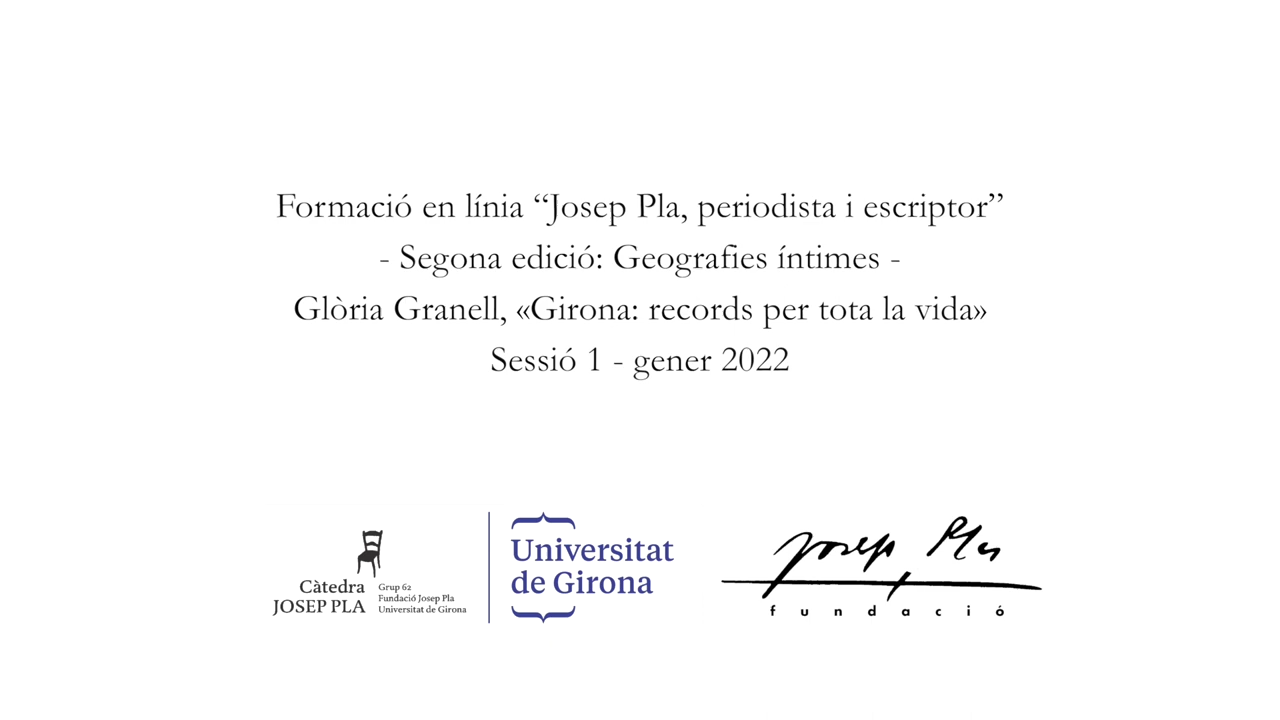 Formació en línia “Josep Pla, periodista i escriptor”
- Segona edició: Geografies íntimes -
Glòria Granell, «Girona: records per tota la vida»
Sessió 1 - gener 2022
Càtedra
JOSEP PLA
Grup 62
Fundació Josep Pla
Universitat de Girona
Universitat
de Girona
Josep Pla
fundació